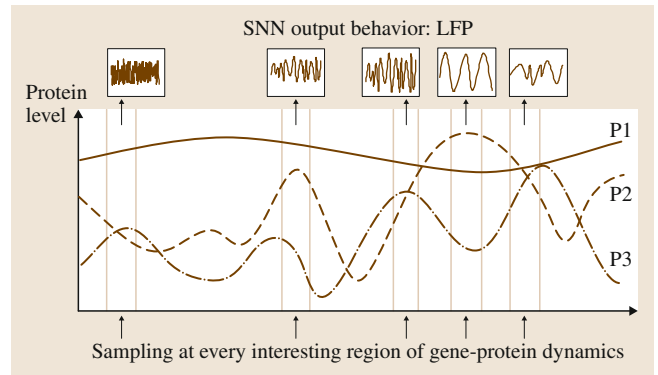 SNN output behavior: LFP
Protein
level
P1
P2
P3
Sampling at every interesting region of gene-protein dynamics